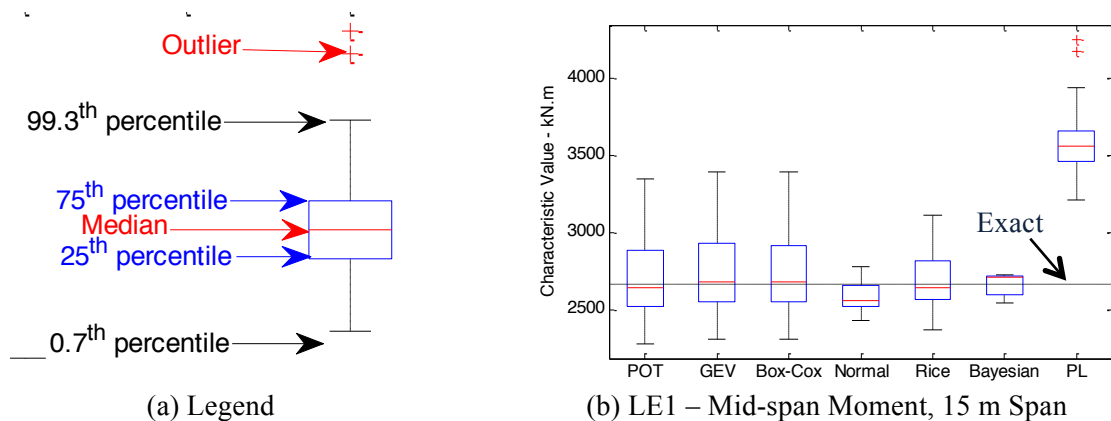 Outlier
99.3th percentile
75th percentile
Median
25th percentile
0.7th percentile
(a) Legend
Characteristic Value - kN.m
4000
3500
3000
2500
Exact
POT GEV Box-Cox Normal Rice Bayesian PL
(b) LE1 – Mid-span Moment, 15 m Span